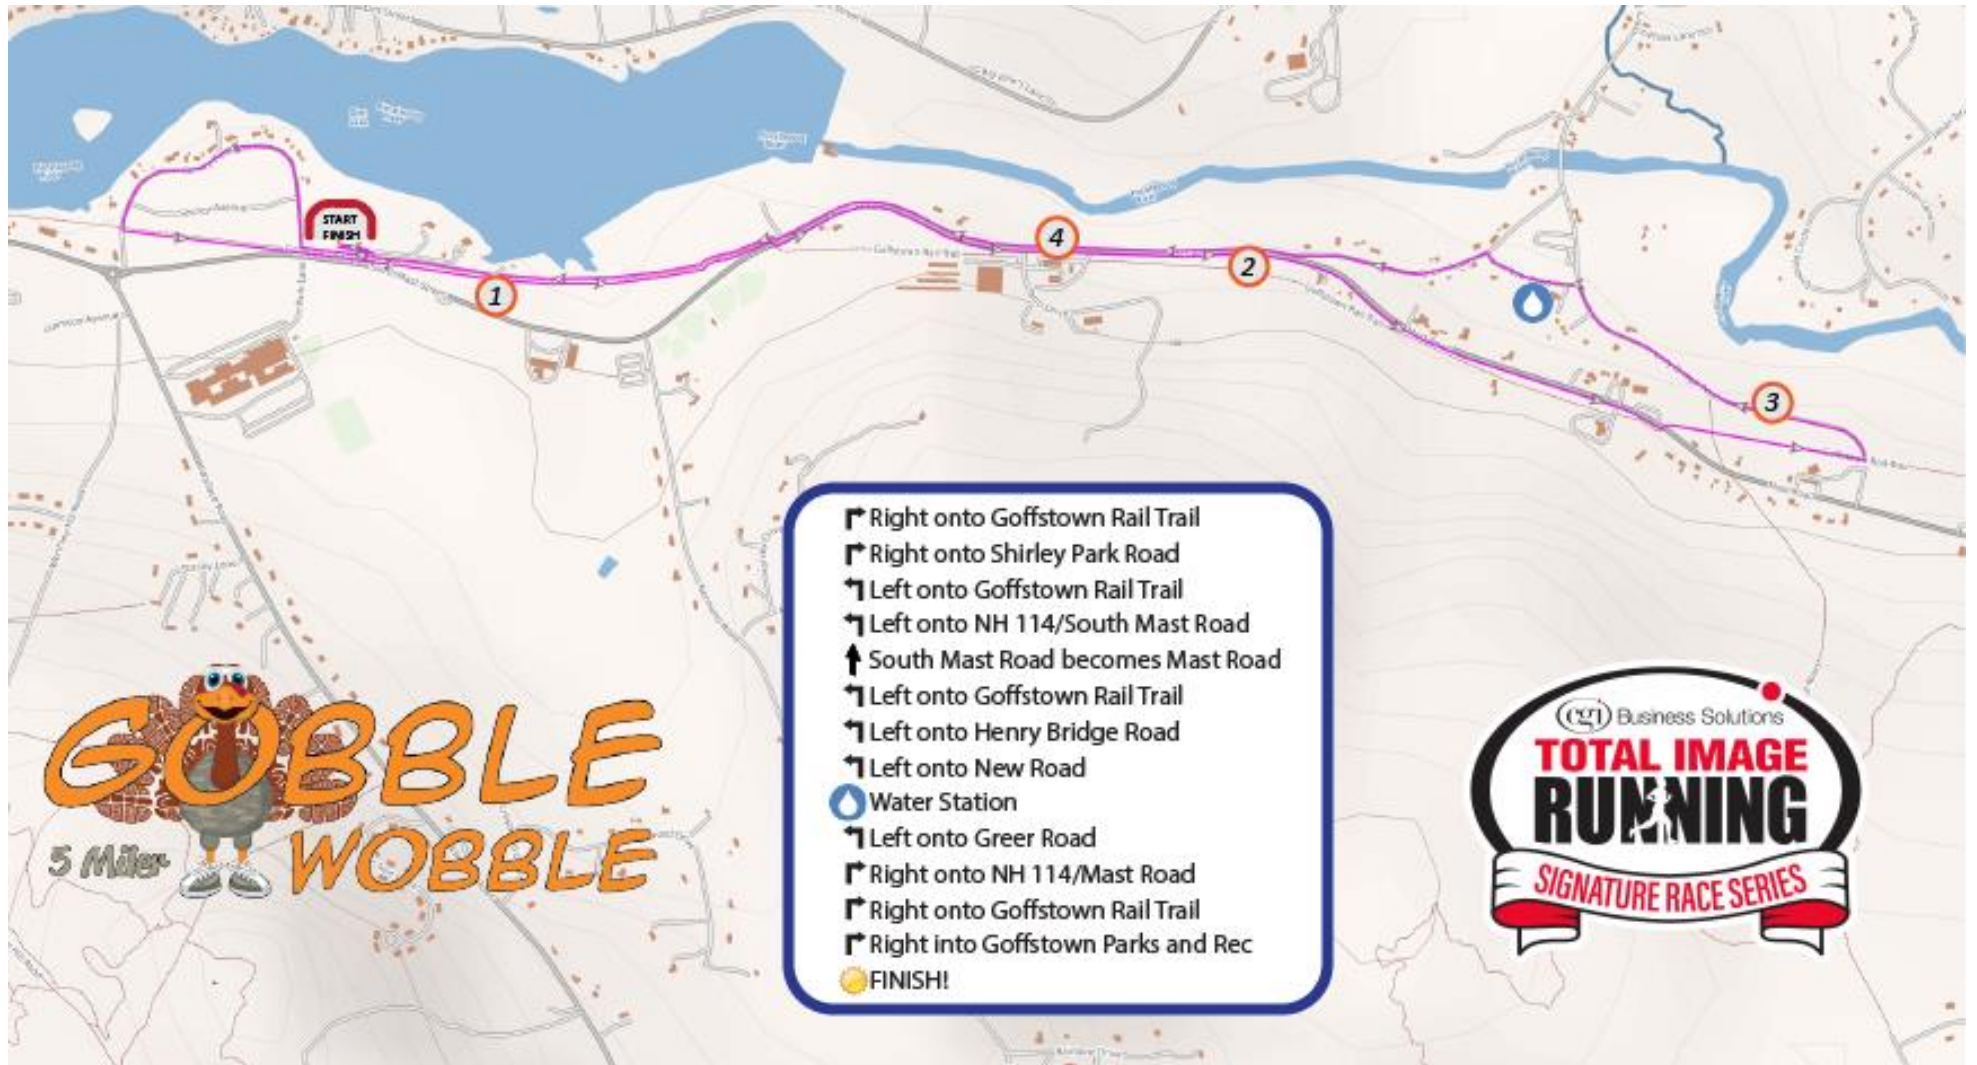 START
FINISH
4
2
1
3
Goffstown Rail Trail
Right onto Goffstown Rail Trail
Right onto Shirley Park Road
Left onto Goffstown Rail Trail
Left onto NH 114/South Mast Road
South Mast Road becomes Mast Road
Left onto Goffstown Rail Trail
Left onto Henry Bridge Road
Left onto New Road
Water Station
Left onto Greer Road
Right onto NH 114/Mast Road
Right onto Goffstown Rail Trail
Right into Goffstown Parks and Rec
FINISH!
GOBBLE
WOBBLE
5 Miler
cgi Business Solutions
TOTAL IMAGE
RUNNING
SIGNATURE RACE SERIES